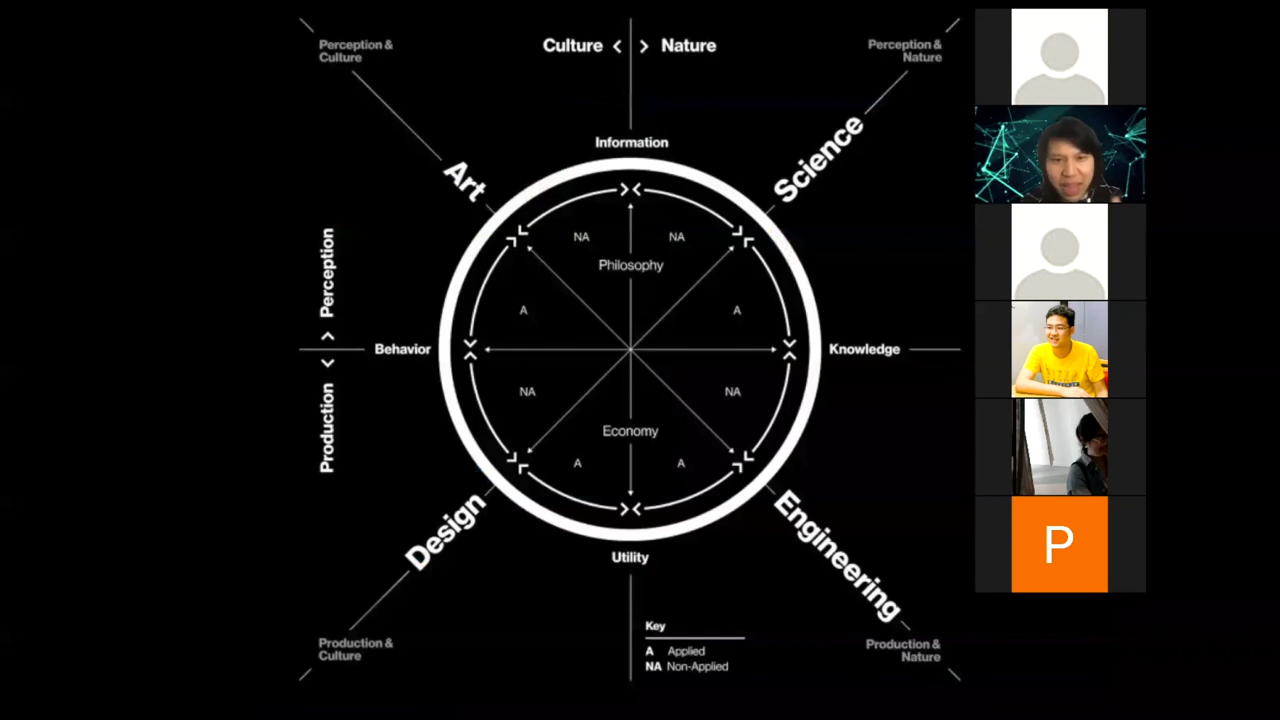 Culture < > Nature
Perception &
Culture
Perception &
Nature
Information
Art
Science
Perception
Production
NA
NA
Philosophy
A
A
Behavior
Knowledge
NA
NA
Economy
A
A
Design
Engineering
Utility
Production &
Culture
Key
A Applied
NA Non-Applied
Production &
Nature
P